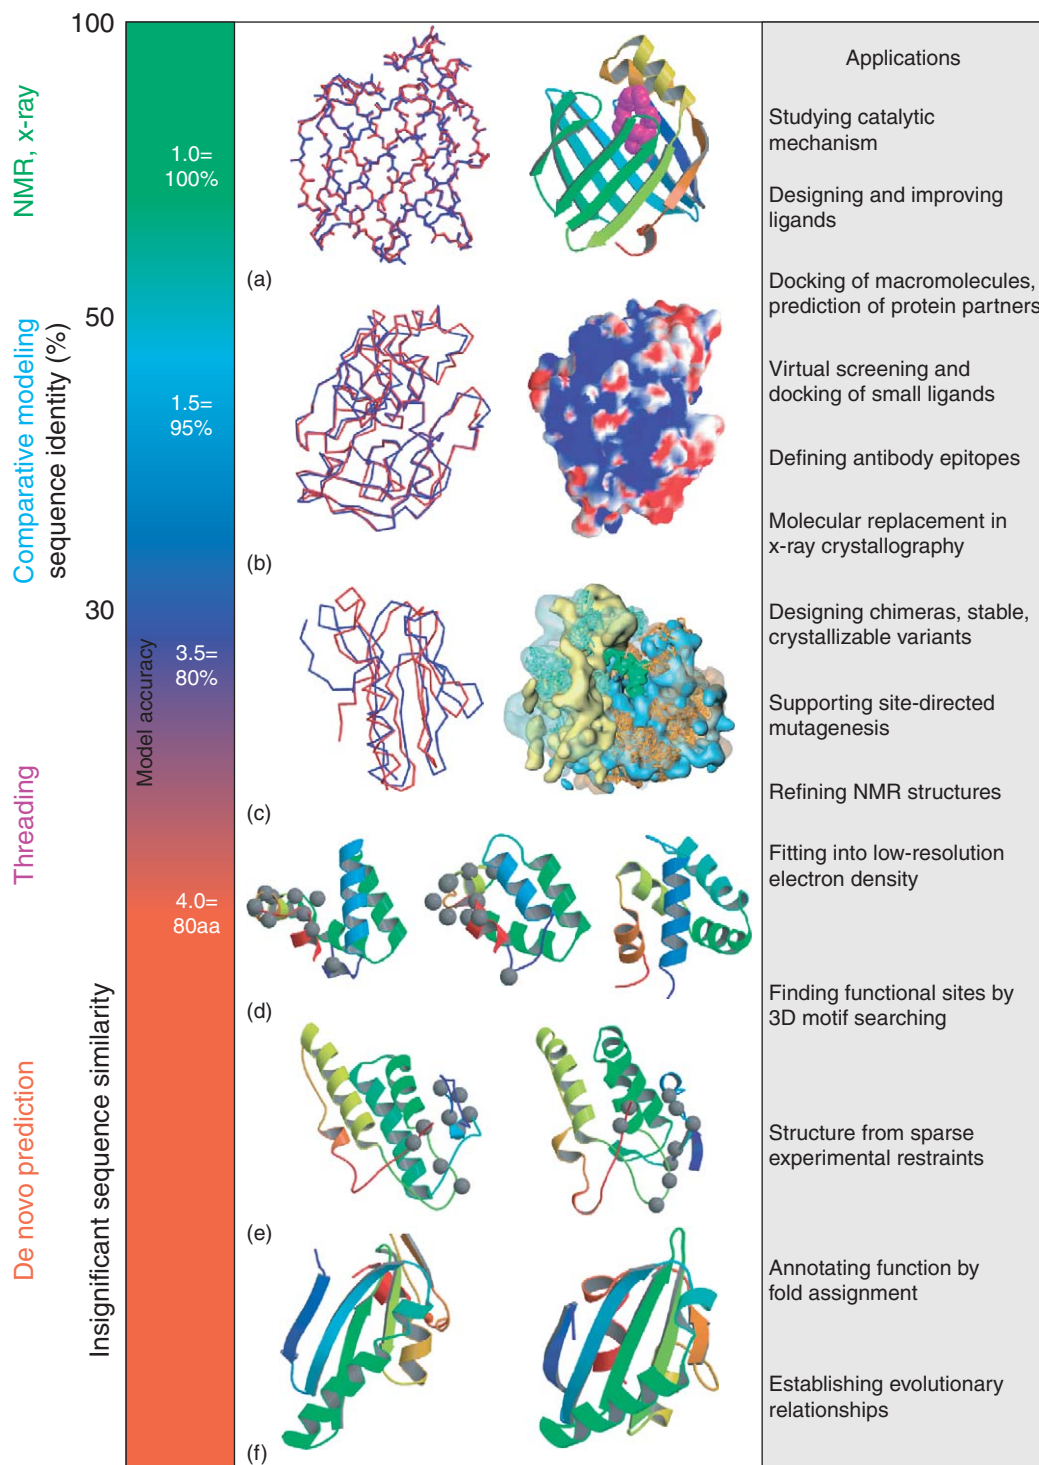 100
50
30
NMR, x-ray
Comparative modeling
sequence identity (%)
Threading
De novo prediction
Insignificant sequence similarity
Model accuracy
1.0=
100%
1.5=
95%
3.5=
80%
4.0=
80aa
(a)
(b)
(c)
(d)
(e)
(f)
Applications
Studying catalytic
mechanism
Designing and improving
ligands
Docking of macromolecules,
prediction of protein partners
Virtual screening and
docking of small ligands
Defining antibody epitopes
Molecular replacement in
x-ray crystallography
Designing chimeras, stable,
crystallizable variants
Supporting site-directed
mutagenesis
Refining NMR structures
Fitting into low-resolution
electron density
Finding functional sites by
3D motif searching
Structure from sparse
experimental restraints
Annotating function by
fold assignment
Establishing evolutionary
relationships